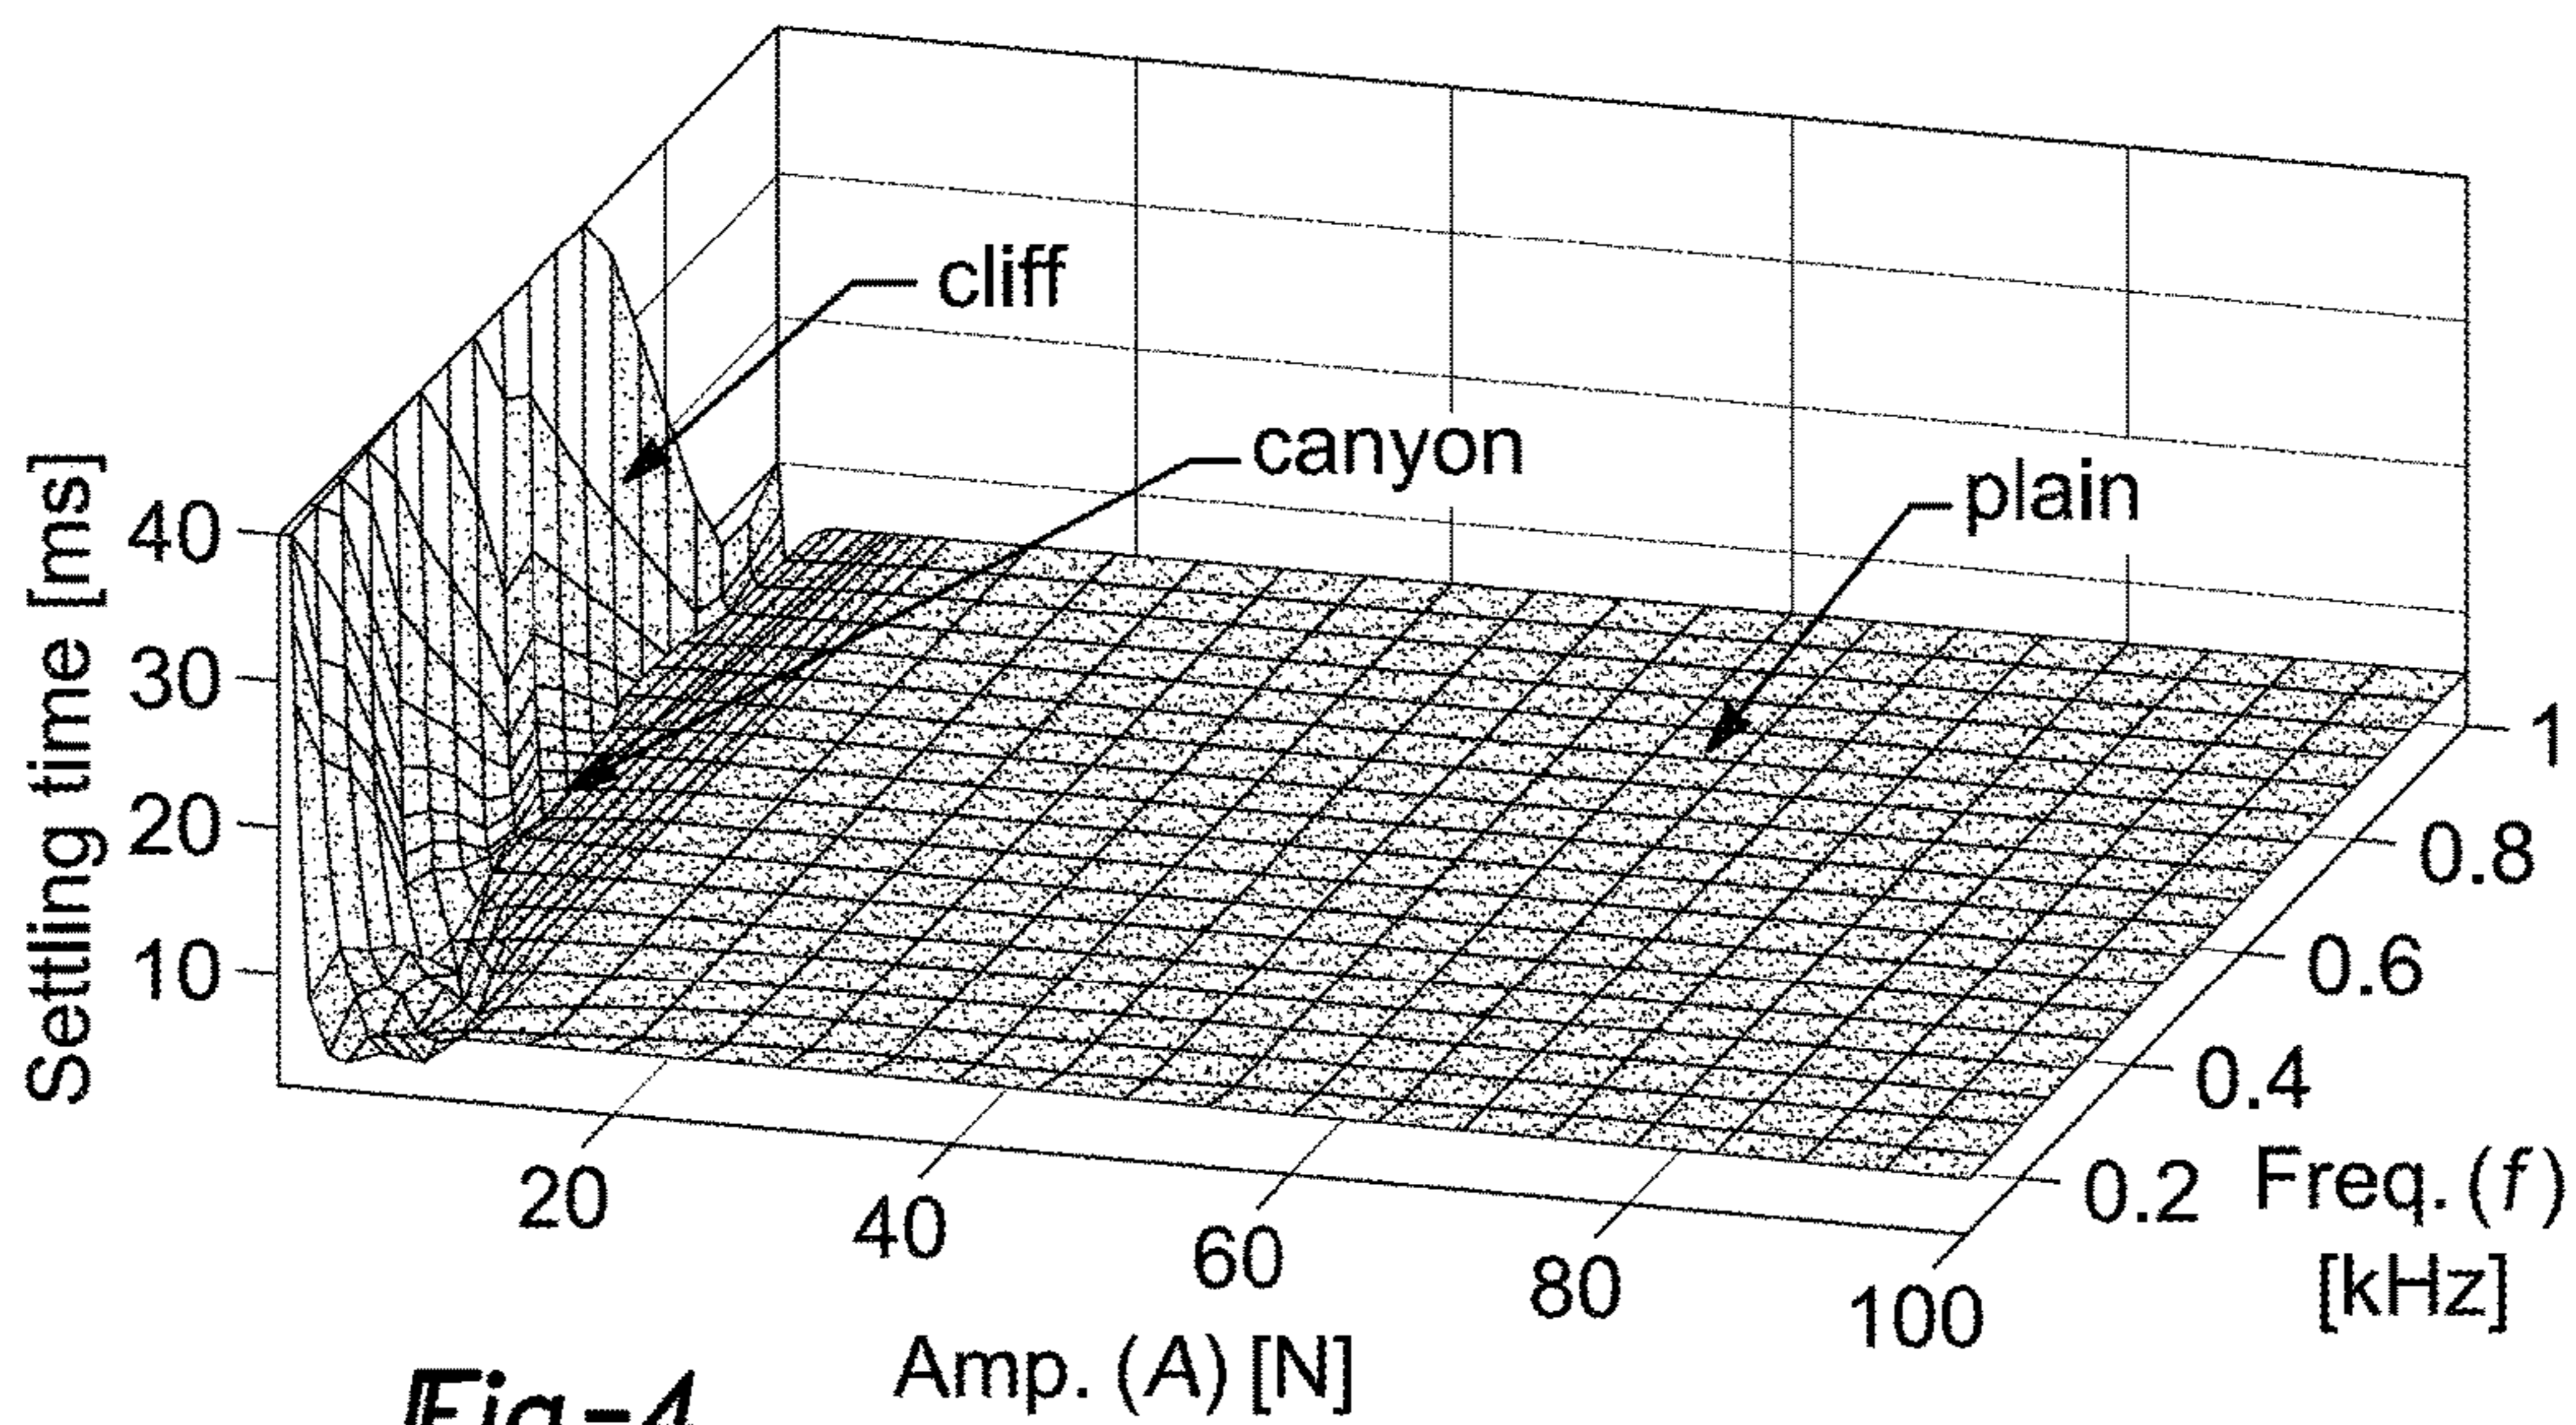 cliff
canyon
plain
Settling time [ms]
40
30
20
10
20
40
60
80
100
Amp. (A) [N]
1
0.8
0.6
0.4
0.2
Freq. (f)
[kHz]
Fig-4